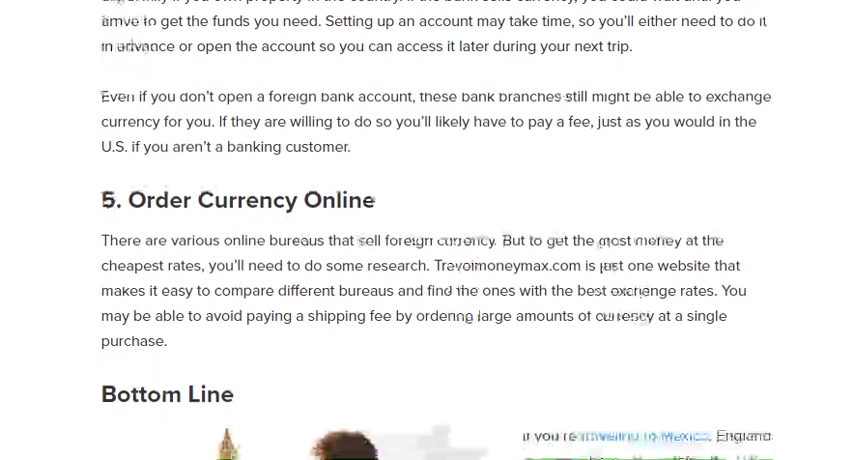 arrive to get the funds you need. Setting up an account may take time, so you'll either need to do it
in advance or open the account so you can access it later during your next trip.
Even if you don't open a foreign bank account, these bank branches still might be able to exchange
currency for you. If they are willing to do so you'll likely have to pay a fee, just as you would in the
U.S. if you aren't a banking customer.
5. Order Currency Online
There are various online bureaus that sell foreign currency. But to get the most money at the
cheapest rates, you'll need to do some research. Travelmoneymax.com is just one website that
makes it easy to compare different bureaus and find the ones with the best exchange rates. You
may be able to avoid paying a shipping fee by ordering large amounts of currency at a single
purchase.
Bottom Line
If you're traveling to Mexico, England